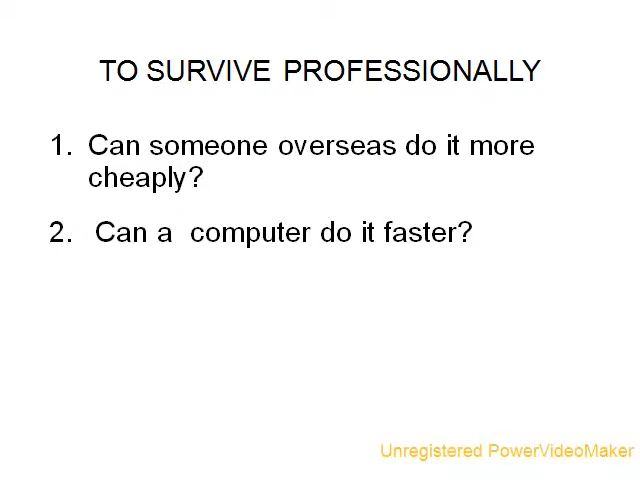 TO SURVIVE PROFESSIONALLY
1. Can someone overseas do it more
cheaply?
2. Can a computer do it faster?
Unregistered PowerVideoMaker